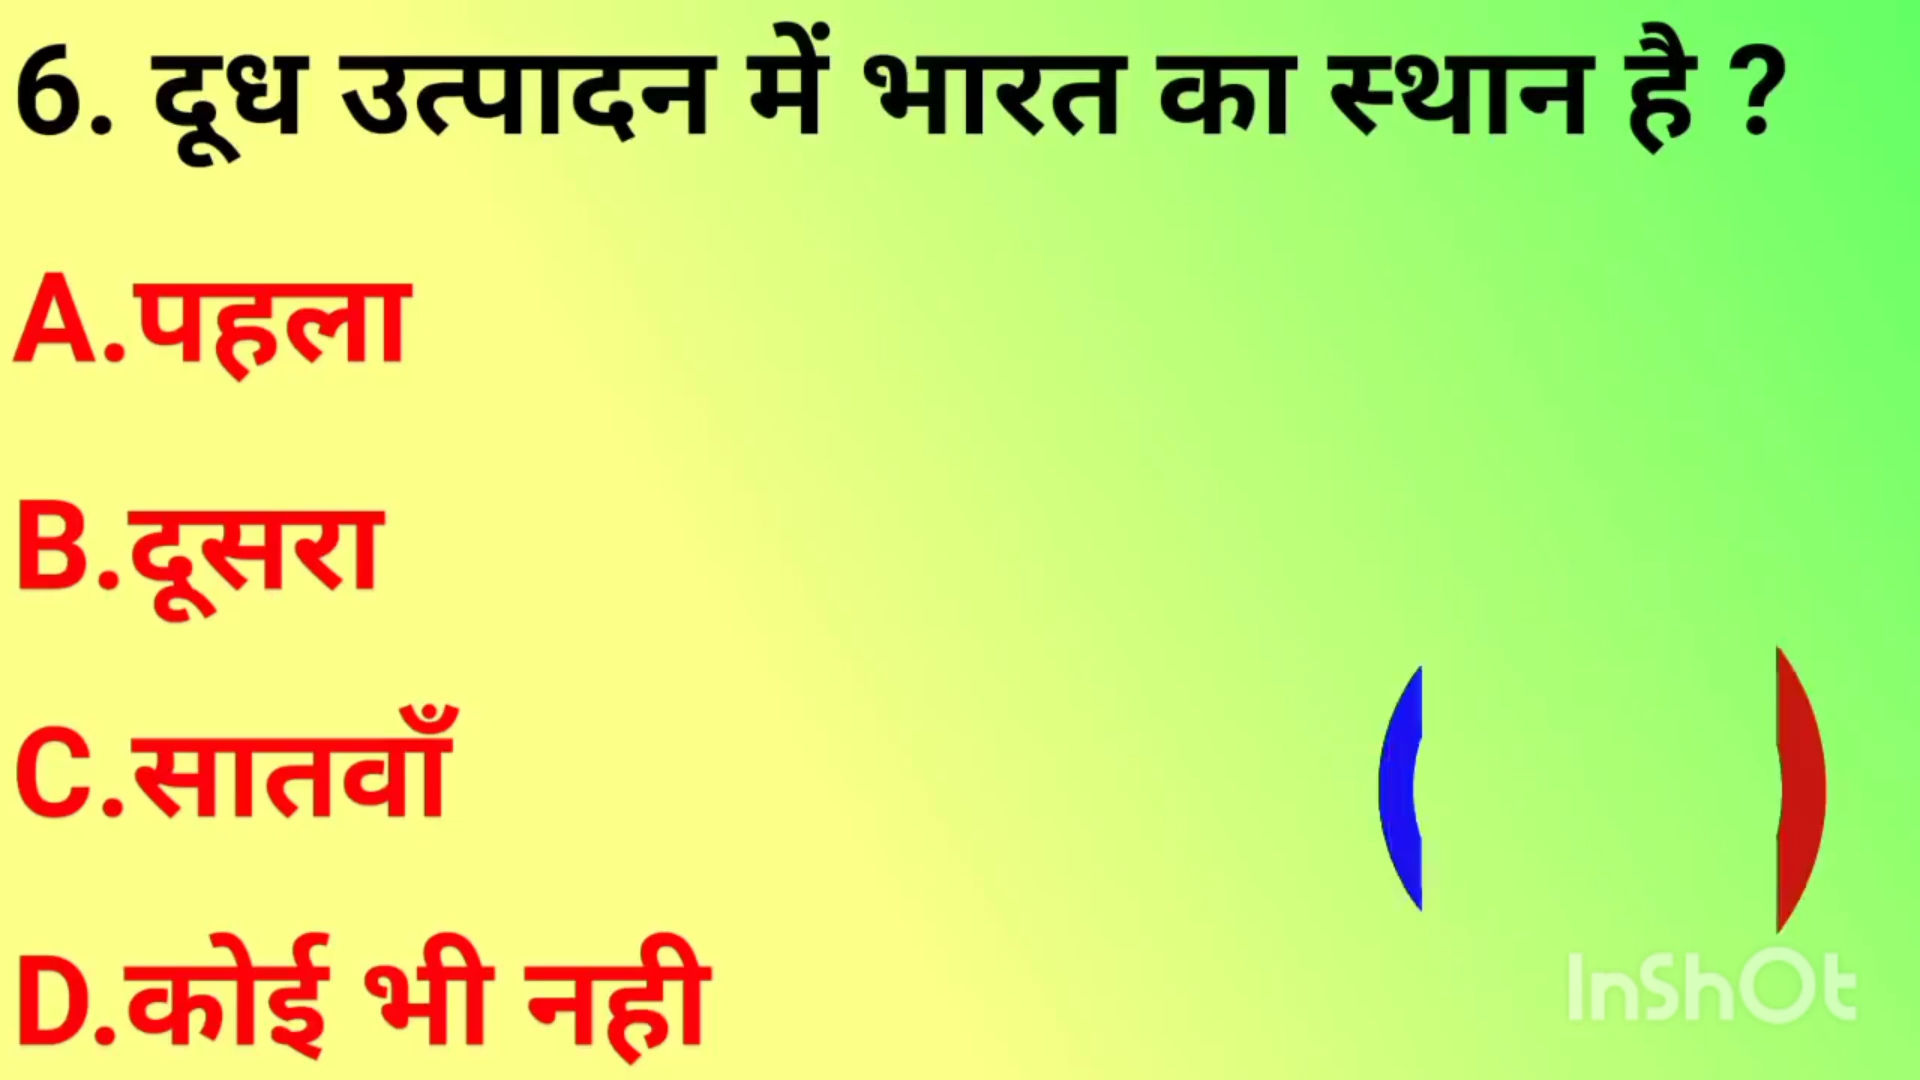 6. दूध उत्पादन में भारत का स्थान है ?
A.पहला
B.दूसरा
C.सातवाँ
D.कोई भी नही
InShOt